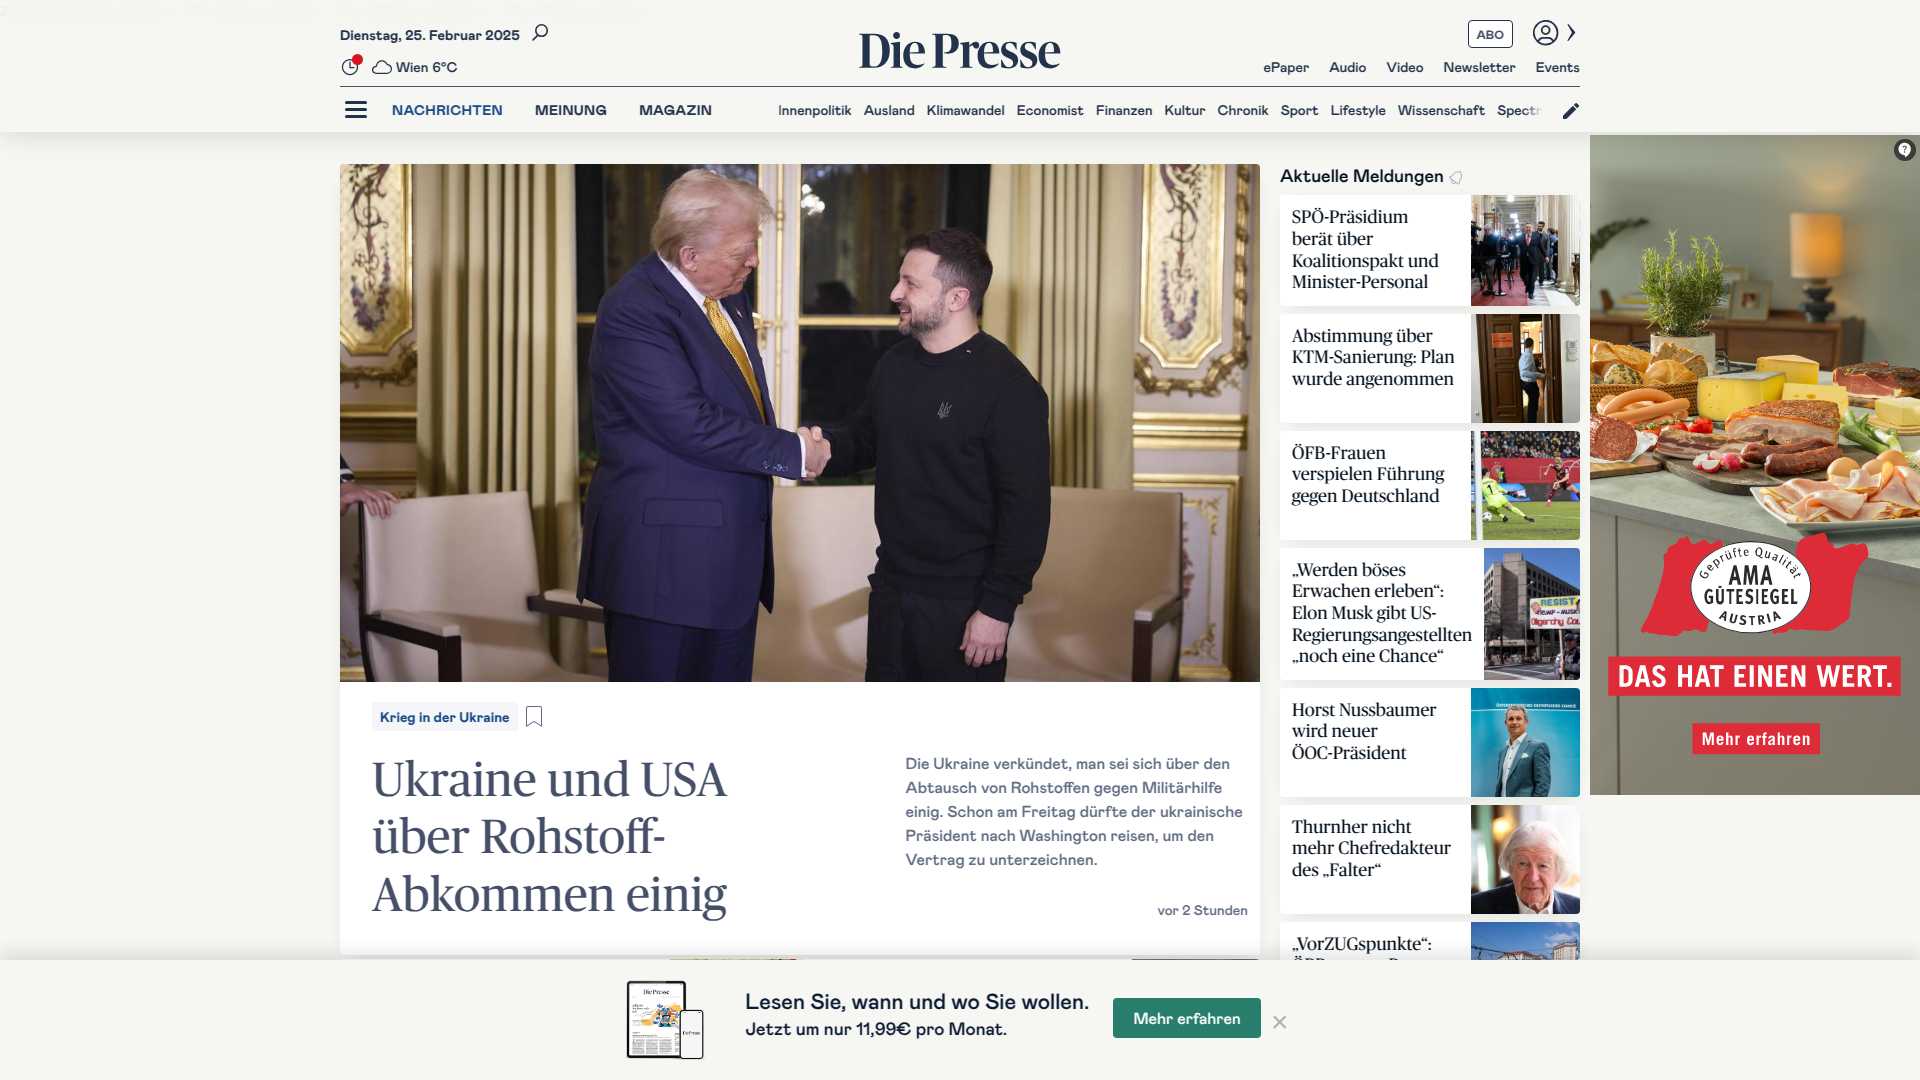 Dienstag, 25. Februar 2025
Wien 6°C
Die Presse
ABO
ePaper Audio Video Newsletter Events
NACHRICHTEN MEINUNG MAGAZIN
Innenpolitik Ausland Klimawandel Economist Finanzen Kultur Chronik Sport Lifestyle Wissenschaft Spectr
Krieg in der Ukraine
Ukraine und USA
über Rohstoff-
Abkommen einig
Die Ukraine verkündet, man sei sich über den
Abtausch von Rohstoffen gegen Militärhilfe
einig. Schon am Freitag dürfte der ukrainische
Präsident nach Washington reisen, um den
Vertrag zu unterzeichnen.
vor 2 Stunden
Aktuelle Meldungen
SPÖ-Präsidium
berät über
Koalitionspakt und
Minister-Personal
Abstimmung über
KTM-Sanierung: Plan
wurde angenommen
ÖFB-Frauen
verspielen Führung
gegen Deutschland
„Werden böses
Erwachen erleben“:
Elon Musk gibt US-
Regierungsangestellten
„noch eine Chance“
RESIST
Horst Nussbaumer
wird neuer
ÖOC-Präsident
Thurnher nicht
mehr Chefredakteur
des „Falter“
„VorZUGspunkte“:
Geprüfte Qualität
AMA
GÜTESIEGEL
AUSTRIA
DAS HAT EINEN WERT.
Mehr erfahren
Die Presse
Die Presse
Lesen Sie, wann und wo Sie wollen.
Jetzt um nur 11,99€ pro Monat.
Mehr erfahren